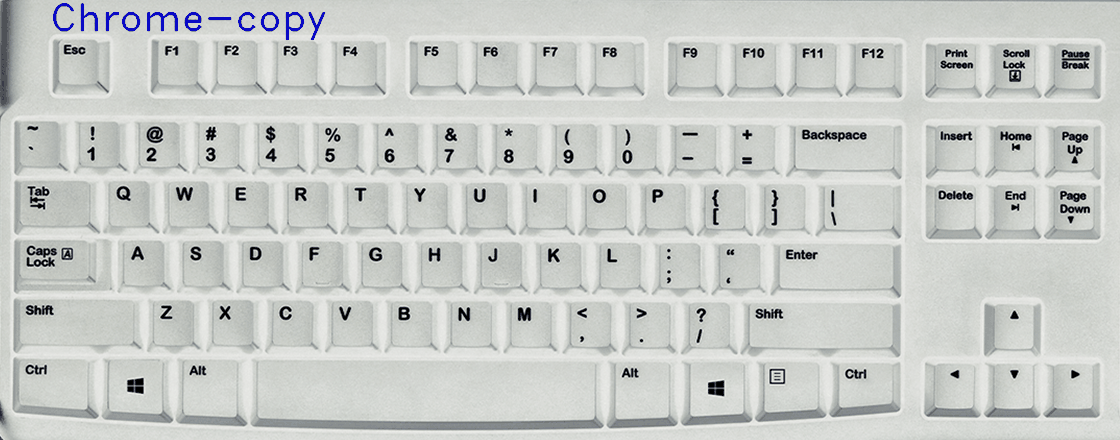 Chrome-copy
Esc F1 F2 F3 F4 F5 F6 F7 F8 F9 F10 F11 F12 Print Screen Scroll Lock Pause Break
~ ! @ # $ % ^ & * ( ) — + Backspace Insert Home Page Up
` 1 2 3 4 5 6 7 8 9 0 - =
Tab Q W E R T Y U I O P { } | Delete End Page Down
[ ] \
Caps Lock A A S D F G H J K L : “ Enter
; ‘
Shift Z X C V B N M < > ? Shift
, . /
Ctrl Alt Alt Ctrl